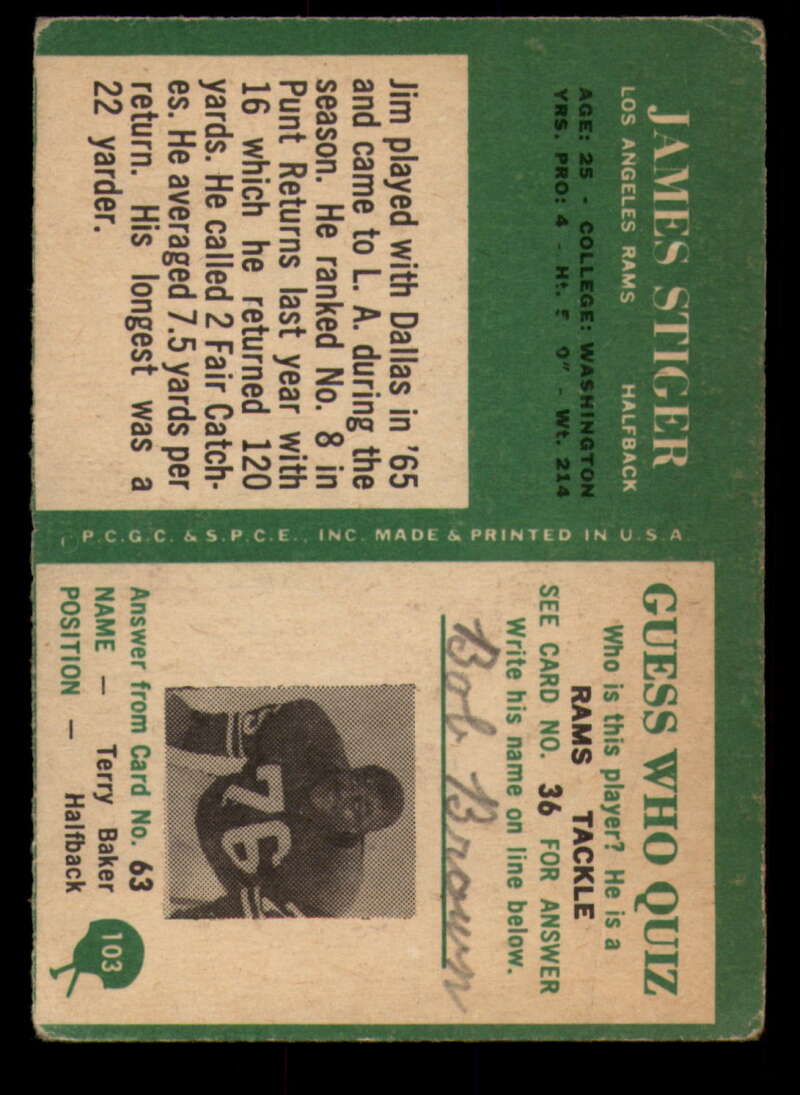 JAMES STIGER
LOS ANGELES RAMS HALFBACK
AGE: 25 - COLLEGE: WASHINGTON
YRS. PRO: 4 - Ht. 0" - Wt. 214
Jim played with Dallas in '65
and came to L. A. during the
season. He ranked No. 8 in
Punt Returns last year with
16 which he returned 120
yards. He called 2 Fair Catch-
es. He averaged 7.5 yards per
return. His longest was a
22 yarder.
P.C.G.C. & S.P.C.E., INC. MADE & PRINTED IN U.S.A.
GUESS WHO QUIZ
Who is this player? He is a
RAMS TACKLE
SEE CARD NO. 36 FOR ANSWER
Write his name on line below.
Bob Brown
76
Answer from Card No. 63
NAME — Terry Baker
POSITION — Halfback
103